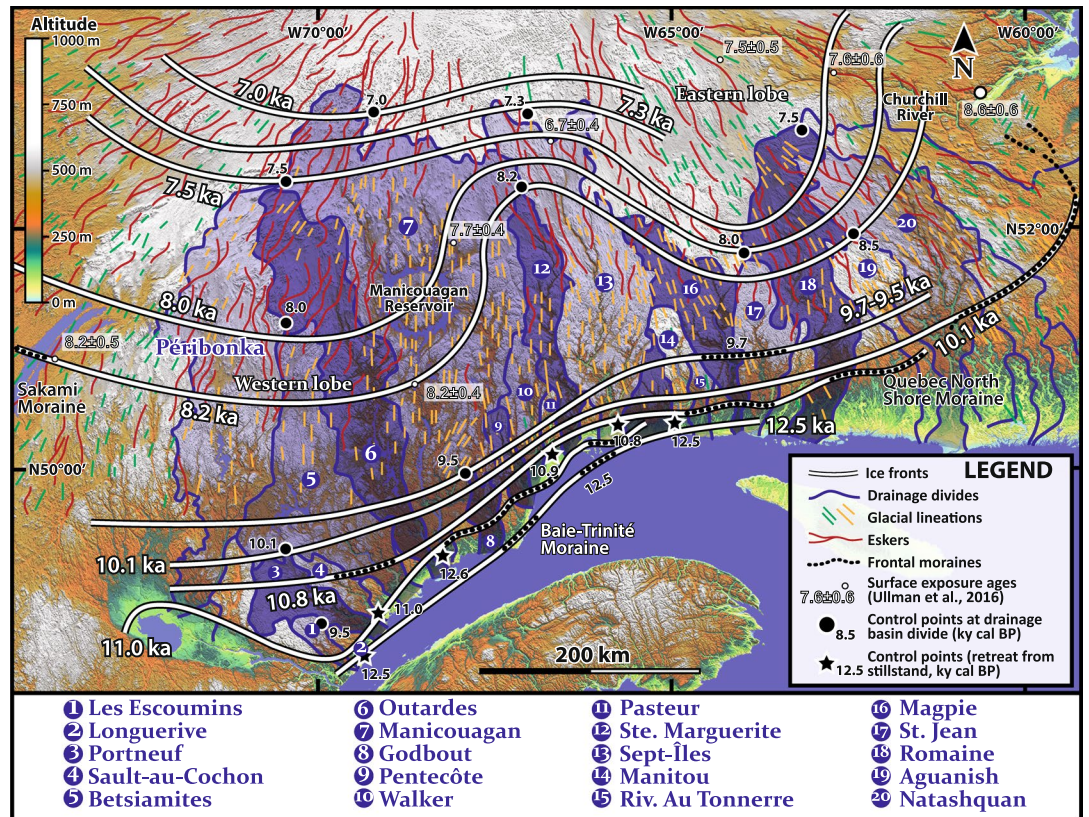 Altitude
1000 m
750 m
500 m
250 m
0 m
W70°00'
W65°00'
W60°00'
N
7.5±0.5
7.6±0.6
Eastern lobe
Churchill
River
8.6±0.6
7.0 ka
7.0
7.3
7.3 ka
7.5
6.7±0.4
7.5
7.5 ka
8.2
N52°00'
7
20
7.7±0.4
8.0
8.5
12
13
19
16
18
17
Manicouagan
Reservoir
8.0 ka
8.0
9.7-9.5 ka
10.1 ka
Péribonka
8.2±0.5
14
9.7
Western lobe
8.2±0.4
15
Sakami
Moraine
8.2 ka
10
11
9
Quebec North
Shore Moraine
12.5 ka
10.8
12.5
6
5
N50°00'
9.5
10.9
12.5
Baie-Trinité
Moraine
8
10.1
10.1 ka
3
4
12.6
10.8 ka
11.0
1
9.5
11.0 ka
2
12.5
200 km
LEGEND
Ice fronts
Drainage divides
Glacial lineations
Eskers
Frontal moraines
7.6±0.6
Surface exposure ages
(Ullman et al., 2016)
8.5
Control points at drainage
basin divide (ky cal BP)
12.5
Control points (retreat from
stillstand, ky cal BP)
1 Les Escoumins
2 Longuerive
3 Portneuf
4 Sault-au-Cochon
5 Betsiamites
6 Outardes
7 Manicouagan
8 Godbout
9 Pentecôte
10 Walker
11 Pasteur
12 Ste. Marguerite
13 Sept-Îles
14 Manitou
15 Riv. Au Tonnerre
16 Magpie
17 St. Jean
18 Romaine
19 Aguanish
20 Natashquan